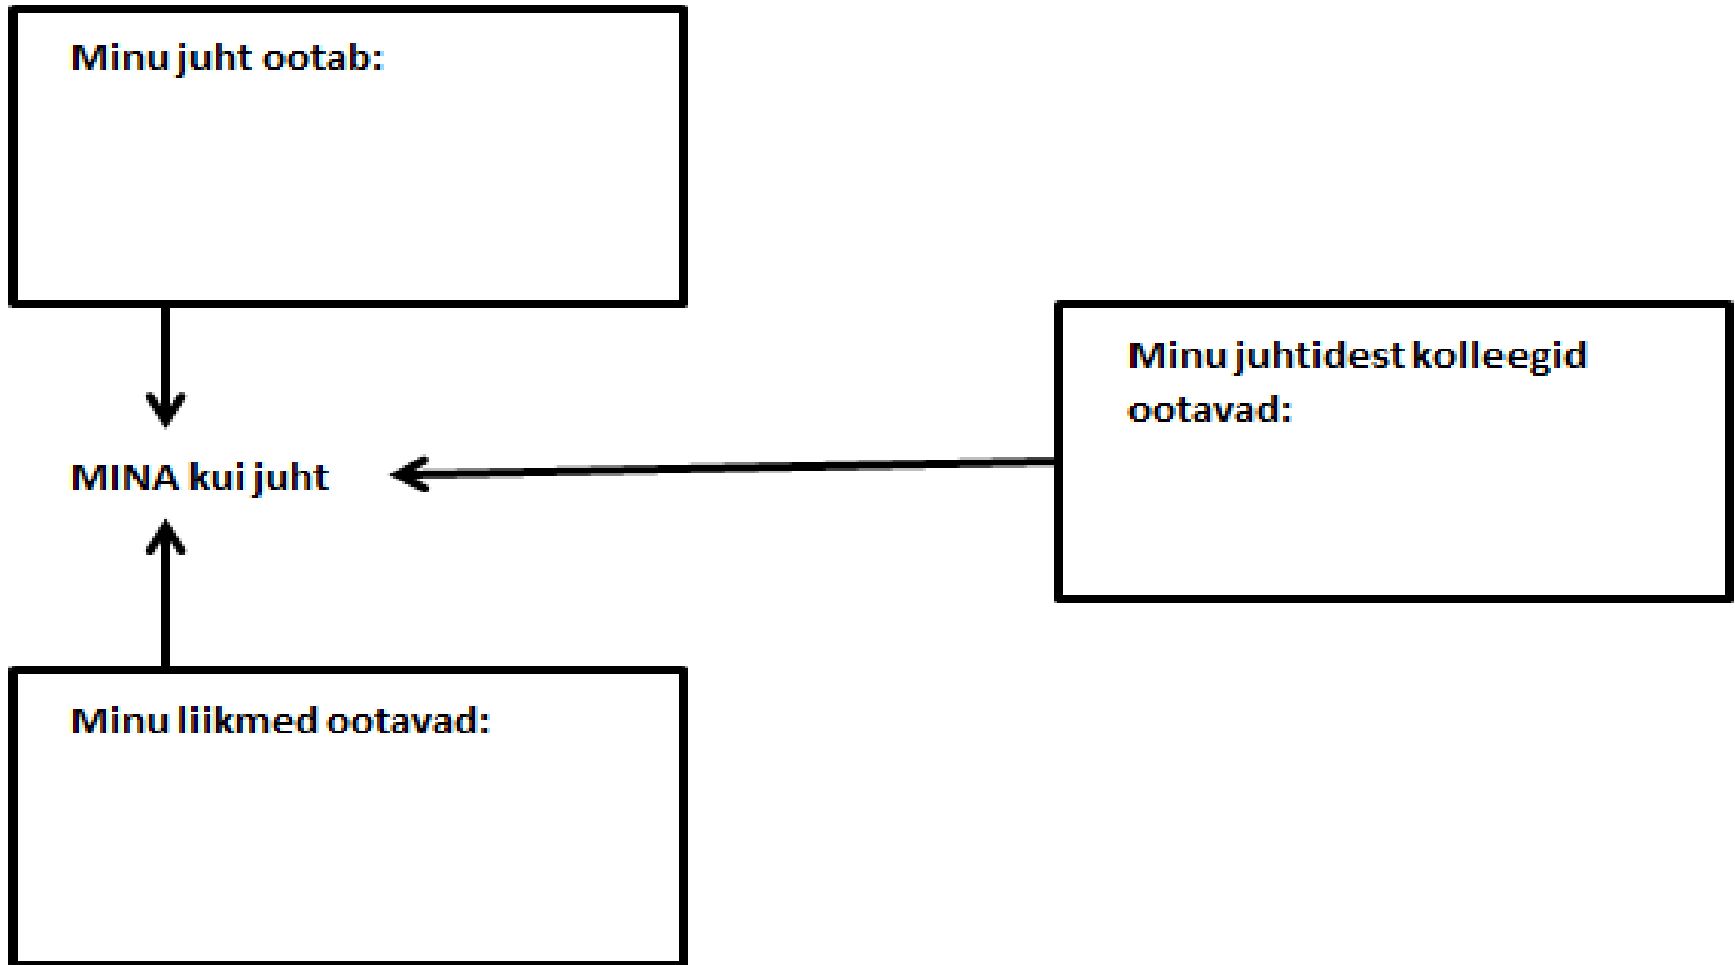 Minu juht ootab:
Minu juhtidest kolleegid
ootavad:
MINA kui juht
Minu liikmed ootavad: